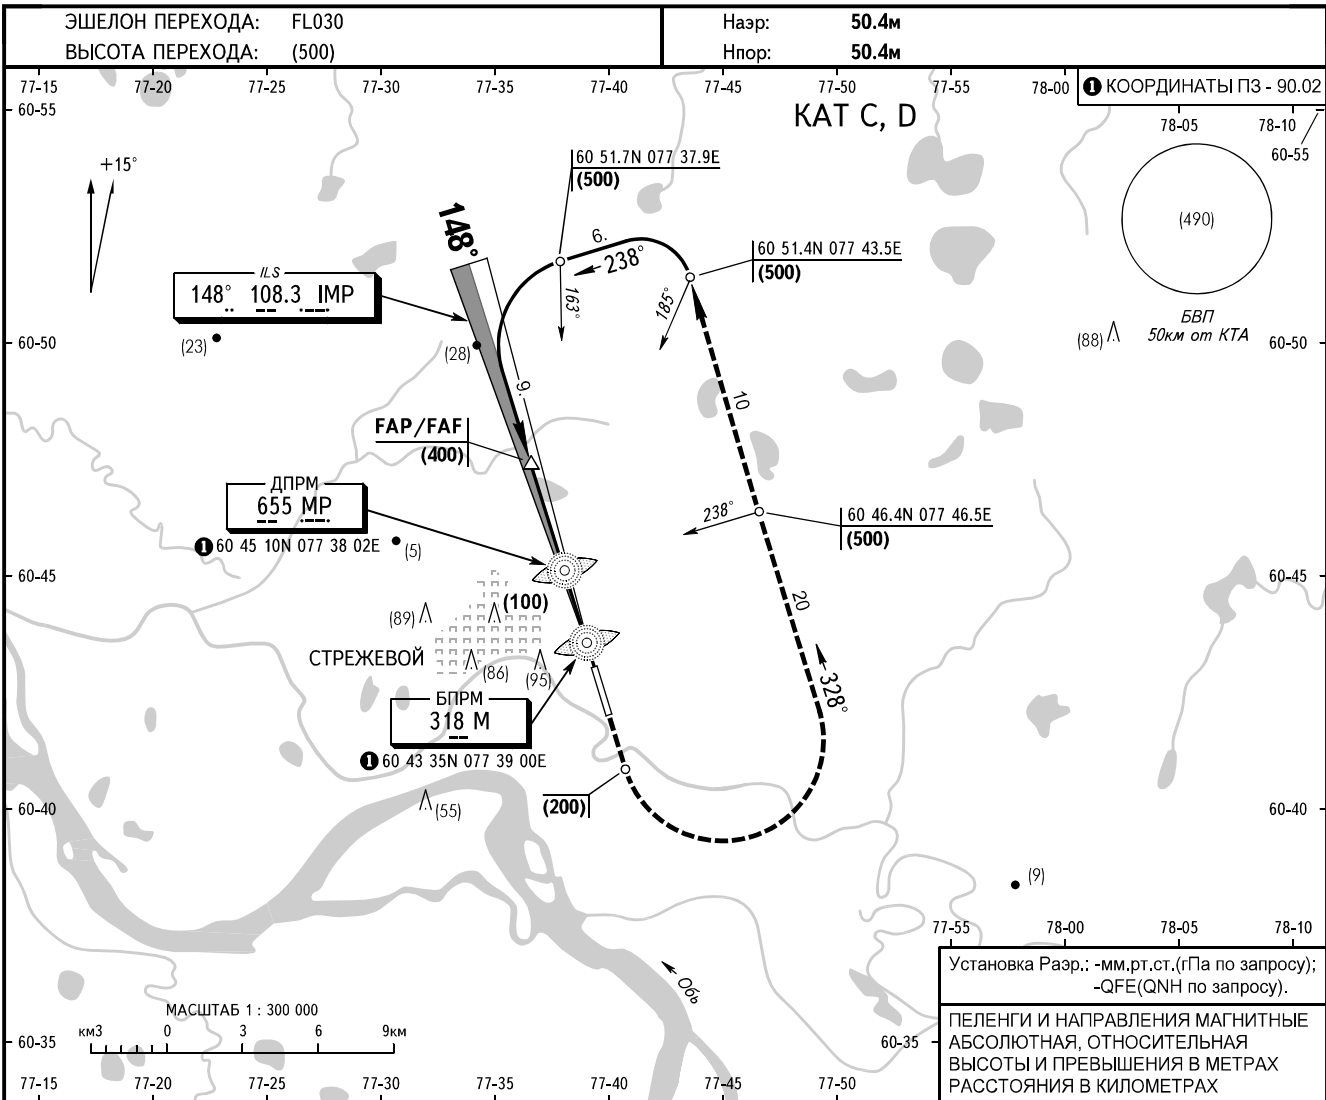 ЭШЕЛОН ПЕРЕХОДА: FL030
ВЫСОТА ПЕРЕХОДА: (500)
Hаэр: 50.4м
Hпор: 50.4м
77-15 77-20 77-25 77-30 77-35 77-40 77-45 77-50 77-55 78-00
❶ КООРДИНАТЫ ПЗ - 90.02
60-55
КАТ C, D
78-05 78-10
60-55
+15°
60 51.7N 077 37.9E
(500)
(490)
148°
6.
238°
60 51.4N 077 43.5E
(500)
ILS
148° 108.3 IMP
163°
185°
БВП
50км от КТА
(23)
(28)
(88)
60-50
60-50
9.
10
FAP/FAF
(400)
ДПРМ
655 MP
❶ 60 45 10N 077 38 02E
(5)
238°
60 46.4N 077 46.5E
(500)
60-45
60-45
(89)
(100)
20
СТРЕЖЕВОЙ
(86)
(95)
328°
БПРМ
318 M
❶ 60 43 35N 077 39 00E
60-40
(55)
(200)
60-40
(9)
77-55 78-00 78-05 78-10
Обь
Установка Pаэр.: -мм.рт.ст.(гПа по запросу);
-QFE(QNH по запросу).
МАСШТАБ 1 : 300 000
км3 0 3 6 9км
60-35
60-35
ПЕЛЕНГИ И НАПРАВЛЕНИЯ МАГНИТНЫЕ
АБСОЛЮТНАЯ, ОТНОСИТЕЛЬНАЯ
ВЫСОТЫ И ПРЕВЫШЕНИЯ В МЕТРАХ
РАССТОЯНИЯ В КИЛОМЕТРАХ
77-15 77-20 77-25 77-30 77-35 77-40 77-45 77-50